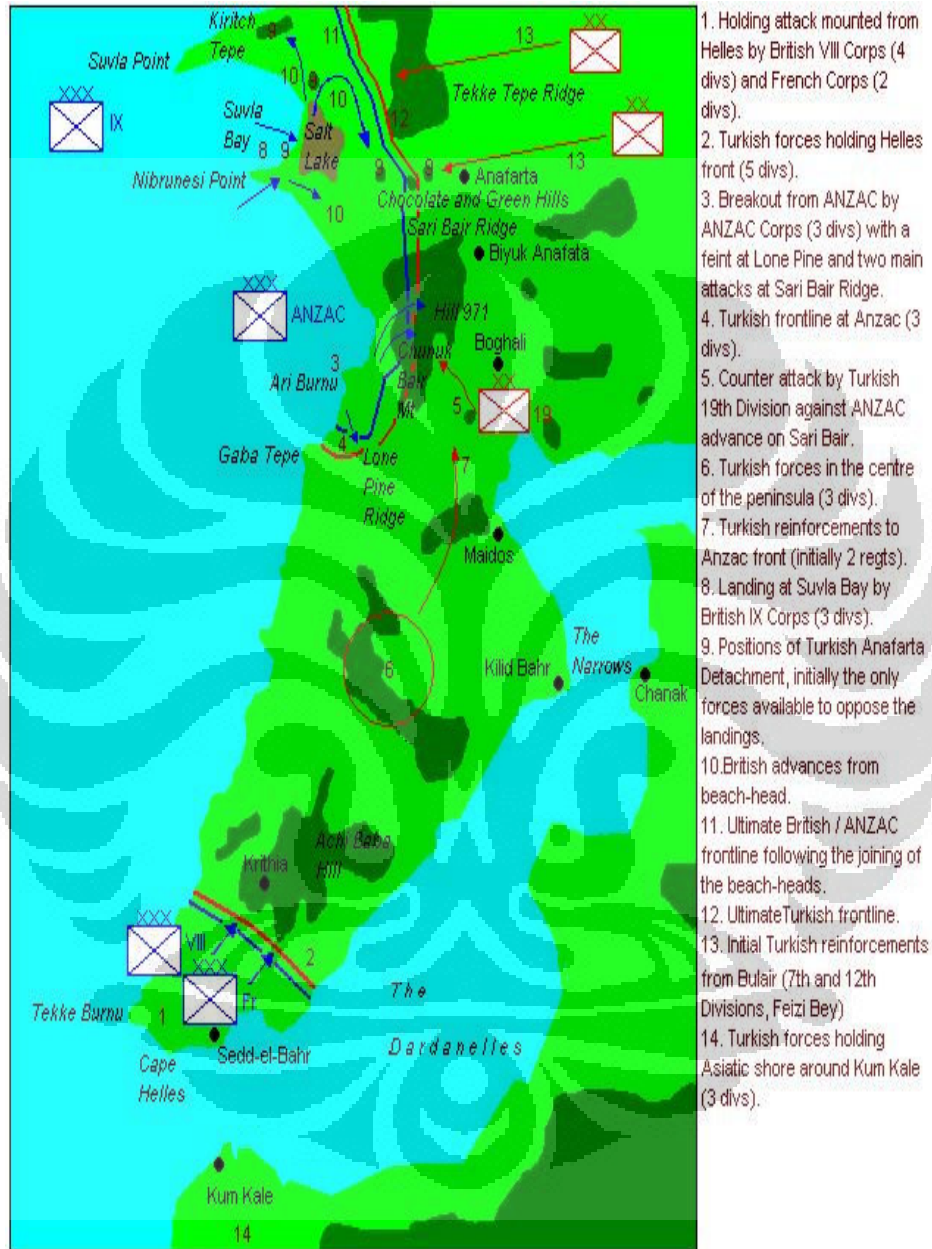 Kiritch
Tepe
9
11
13
XX
Suvla Point
10
9
10
Tekke Tepe Ridge
XXX
IX
Suvla
Bay
8 9
Salt
Lake
12
XX
13
9
9
Anafarta
Nibrunesi Point
10
Chocolate and Green Hills
Sari Bair Ridge
Biyuk Anafata
XXX
ANZAC
Hill 971
3
Chunuk
Bair
Mt
Boghali
Ari Burnu
XX
5
19
4
Gaba Tepe
Lone
Pine
Ridge
7
Maidos
The
Narrows
6
Kilid Bahr
Chanak
Achi Baba
Hill
Krithia
XXX
VIII
XXX
Fr
2
Tekke Burnu
1
Sedd-el-Bahr
Cape
Helles
The
Dardanelles
Kum Kale
14
1. Holding attack mounted from
Helles by British VIII Corps (4
divs) and French Corps (2
divs).
2. Turkish forces holding Helles
front (5 divs).
3. Breakout from ANZAC by
ANZAC Corps (3 divs) with a
feint at Lone Pine and two main
attacks at Sari Bair Ridge.
4. Turkish frontline at Anzac (3
divs).
5. Counter attack by Turkish
19th Division against ANZAC
advance on Sari Bair.
6. Turkish forces in the centre
of the peninsula (3 divs).
7. Turkish reinforcements to
Anzac front (initially 2 regts).
8. Landing at Suvla Bay by
British IX Corps (3 divs).
9. Positions of Turkish Anafarta
Detachment, initially the only
forces available to oppose the
landings.
10.British advances from
beach-head.
11. Ultimate British / ANZAC
frontline following the joining of
the beach-heads.
12. UltimateTurkish frontline.
13. Initial Turkish reinforcements
from Bulair (7th and 12th
Divisions, Feizi Bey)
14. Turkish forces holding
Asiatic shore around Kum Kale
(3 divs).